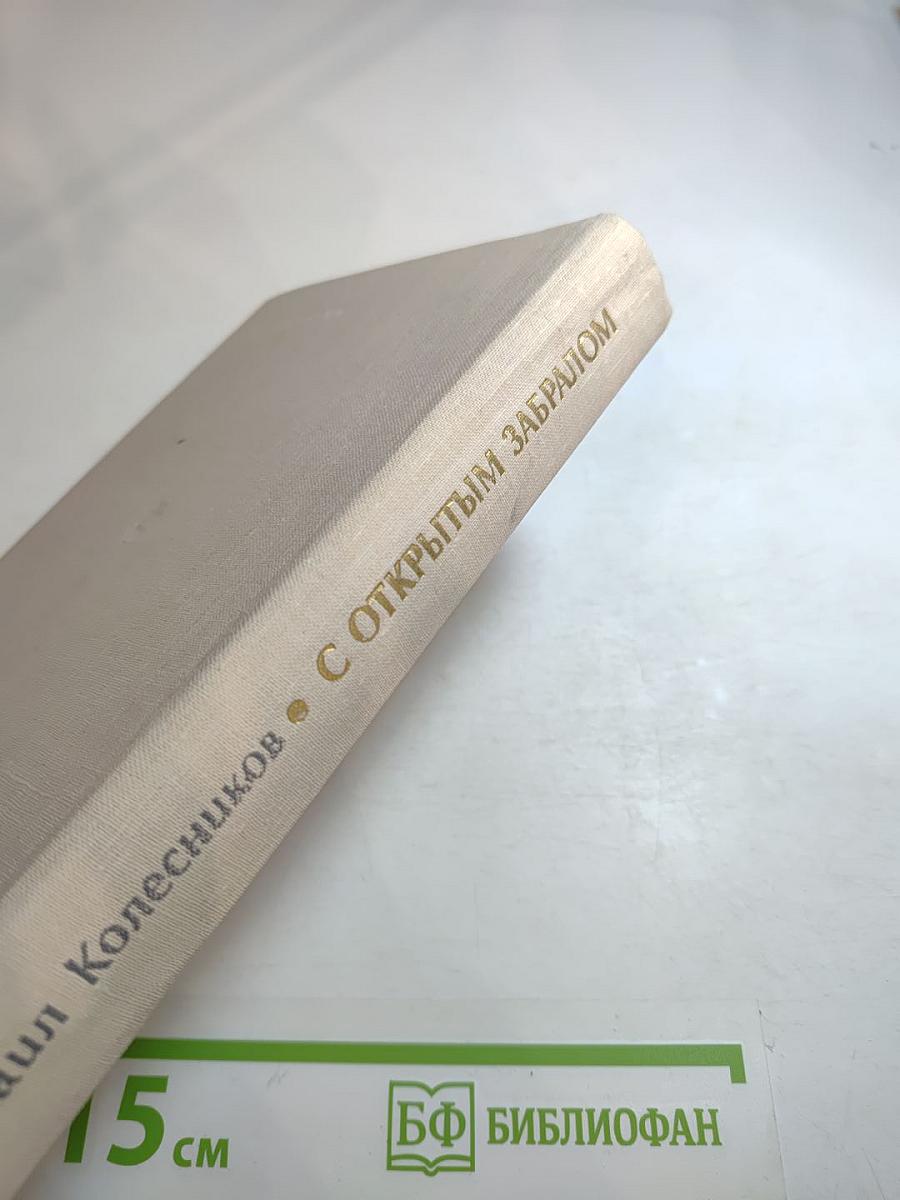 аил Колесников • С ОТКРЫТЫМ ЗАБРАЛОМ
15 см
БФ БИБЛИОФАН